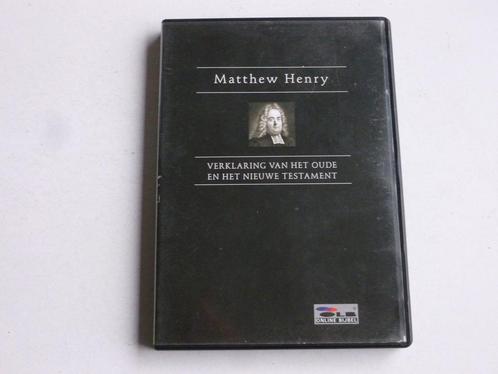 Matthew Henry
VERKLARING VAN HET OUDE
EN HET NIEUWE TESTAMENT
ONLINE BIJBEL